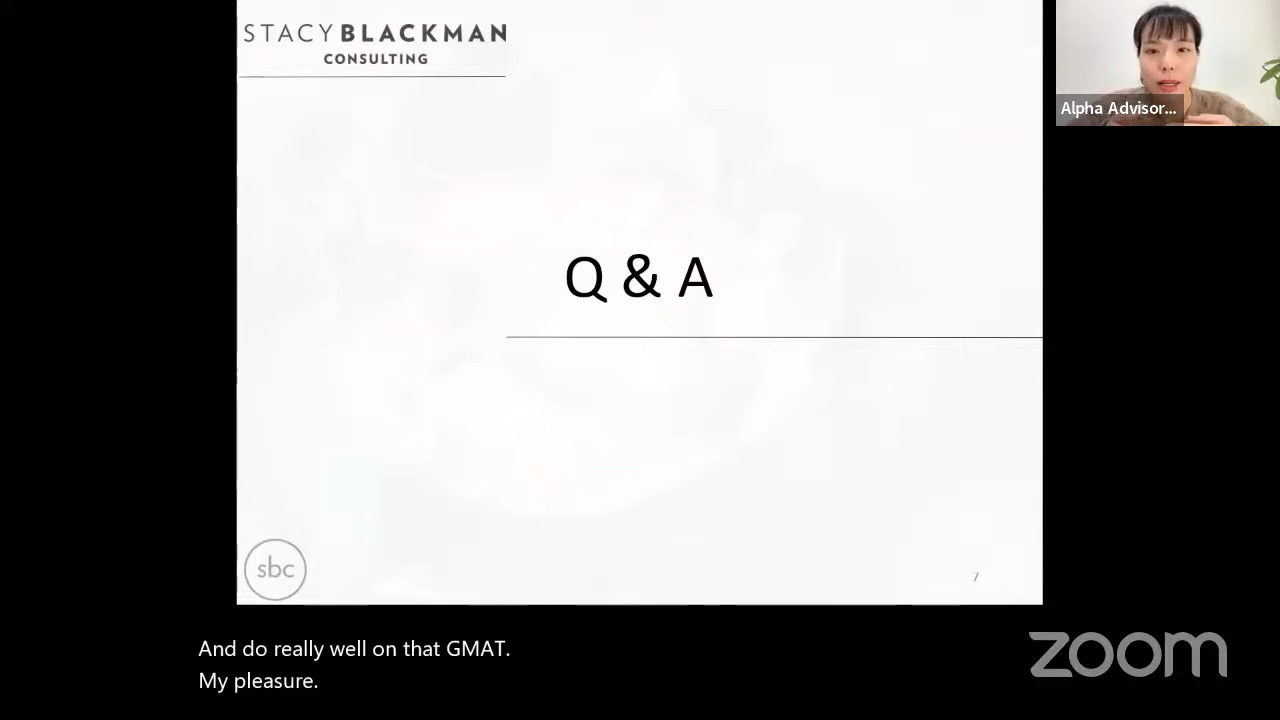 STACY BLACKMAN
CONSULTING
Alpha Advisor...
Q & A
sbc
7
And do really well on that GMAT.
My pleasure.
zoom